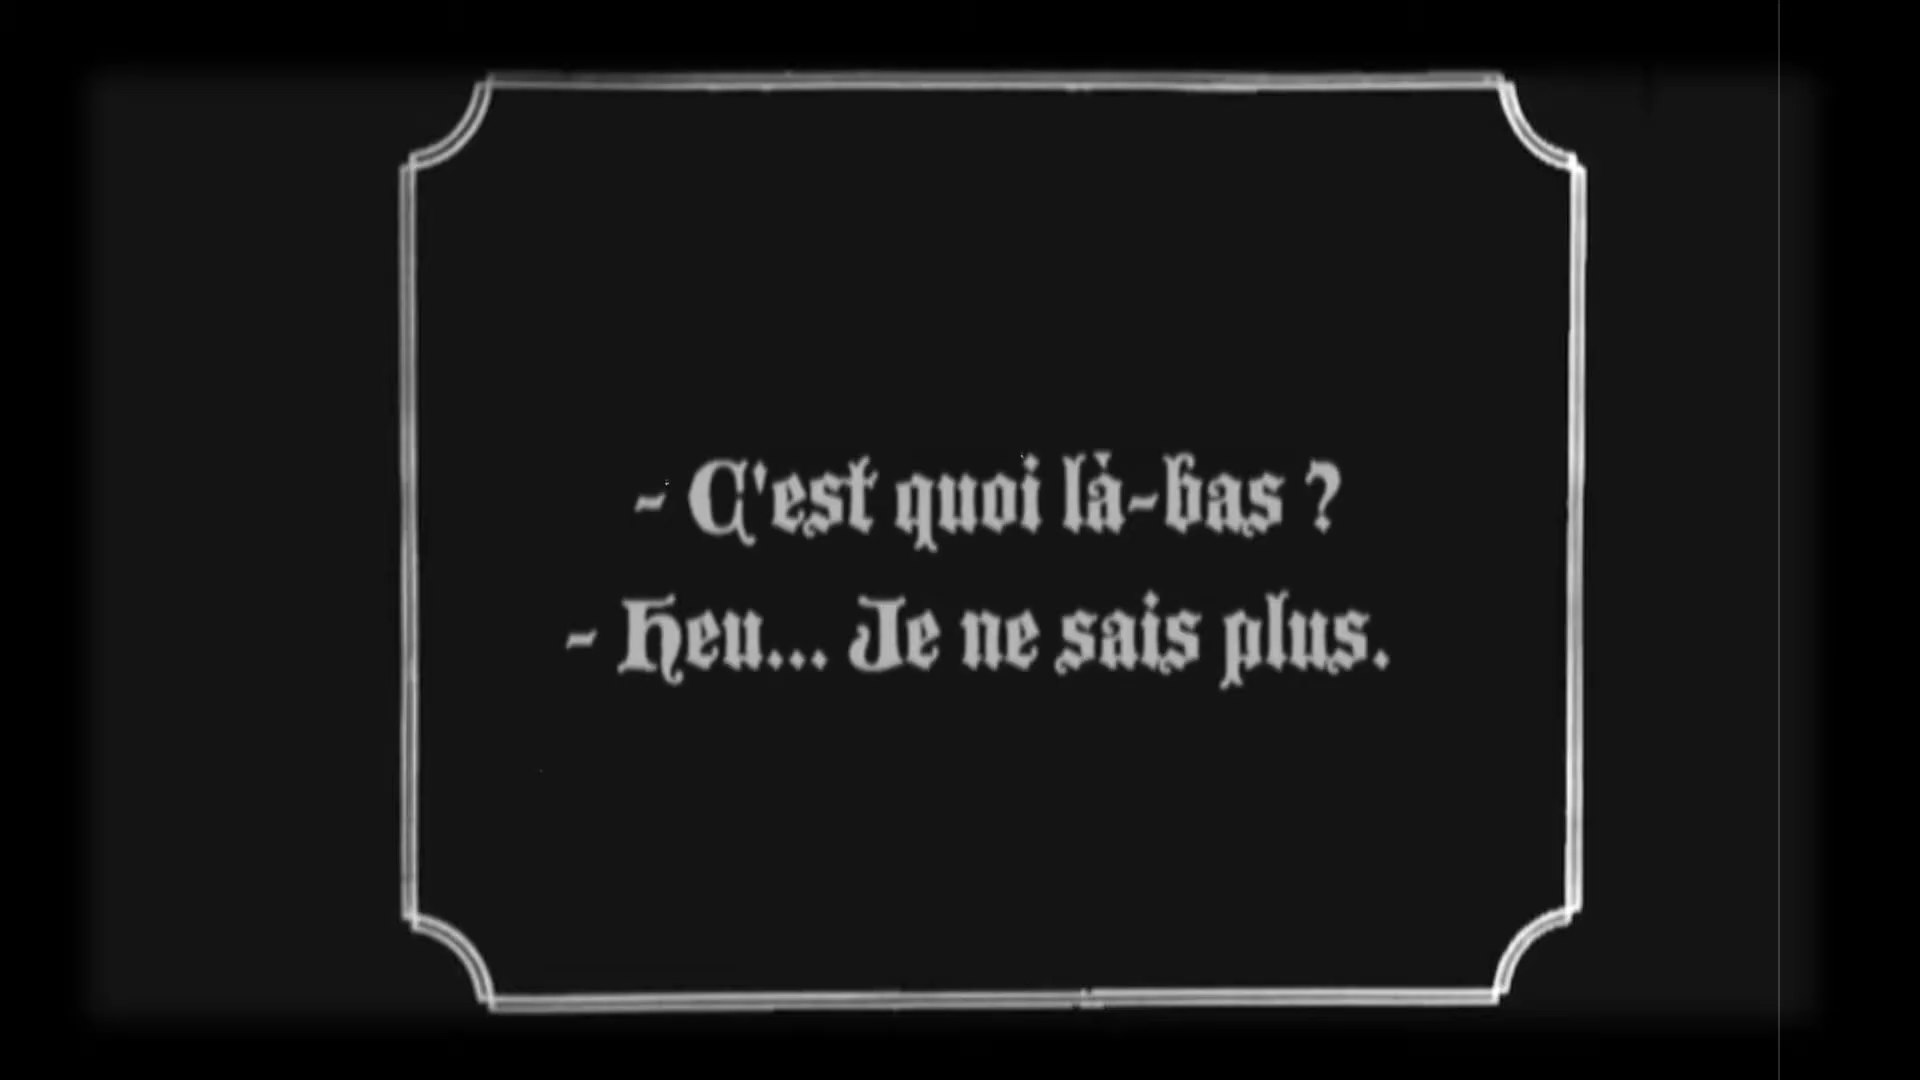 - C'est quoi là-bas ?
- Heu... Je ne sais plus.